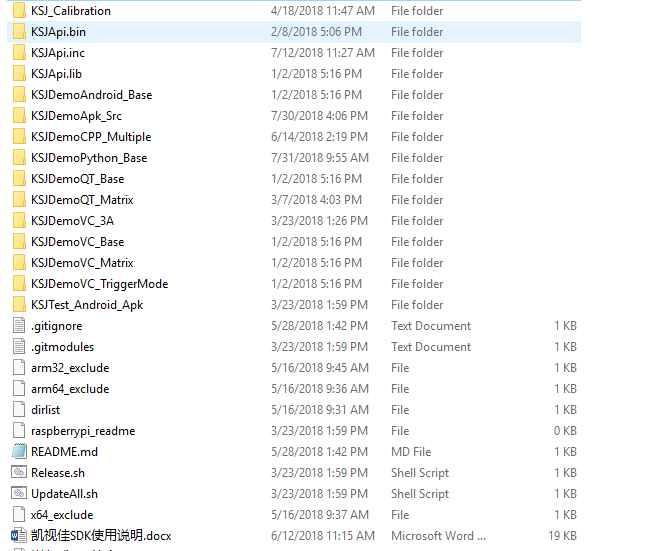 KSJ_Calibration 4/18/2018 11:47 AM File folder
KSJApi.bin 2/8/2018 5:06 PM File folder
KSJApi.inc 7/12/2018 11:27 AM File folder
KSJApi.lib 1/2/2018 5:16 PM File folder
KSJDemoAndroid_Base 1/2/2018 5:16 PM File folder
KSJDemoApk_Src 7/30/2018 4:06 PM File folder
KSJDemoCPP_Multiple 6/14/2018 2:19 PM File folder
KSJDemoPython_Base 7/31/2018 9:55 AM File folder
KSJDemoQT_Base 1/2/2018 5:16 PM File folder
KSJDemoQT_Matrix 3/7/2018 4:03 PM File folder
KSJDemoVC_3A 3/23/2018 1:26 PM File folder
KSJDemoVC_Base 1/2/2018 5:16 PM File folder
KSJDemoVC_Matrix 1/2/2018 5:16 PM File folder
KSJDemoVC_TriggerMode 1/2/2018 5:16 PM File folder
KSJTest_Android_Apk 3/23/2018 1:59 PM File folder
.gitignore 5/28/2018 1:42 PM Text Document 1 KB
.gitmodules 3/23/2018 1:59 PM Text Document 1 KB
arm32_exclude 5/16/2018 9:45 AM File 1 KB
arm64_exclude 5/16/2018 9:36 AM File 1 KB
dirlist 5/16/2018 9:31 AM File 1 KB
raspberrypi_readme 3/23/2018 1:59 PM File 0 KB
README.md 5/28/2018 1:42 PM MD File 1 KB
Release.sh 3/23/2018 1:59 PM Shell Script 1 KB
UpdateAll.sh 3/23/2018 1:59 PM Shell Script 1 KB
x64_exclude 5/16/2018 9:37 AM File 1 KB
凯视佳SDK使用说明.docx 6/12/2018 11:15 AM Microsoft Word ... 19 KB